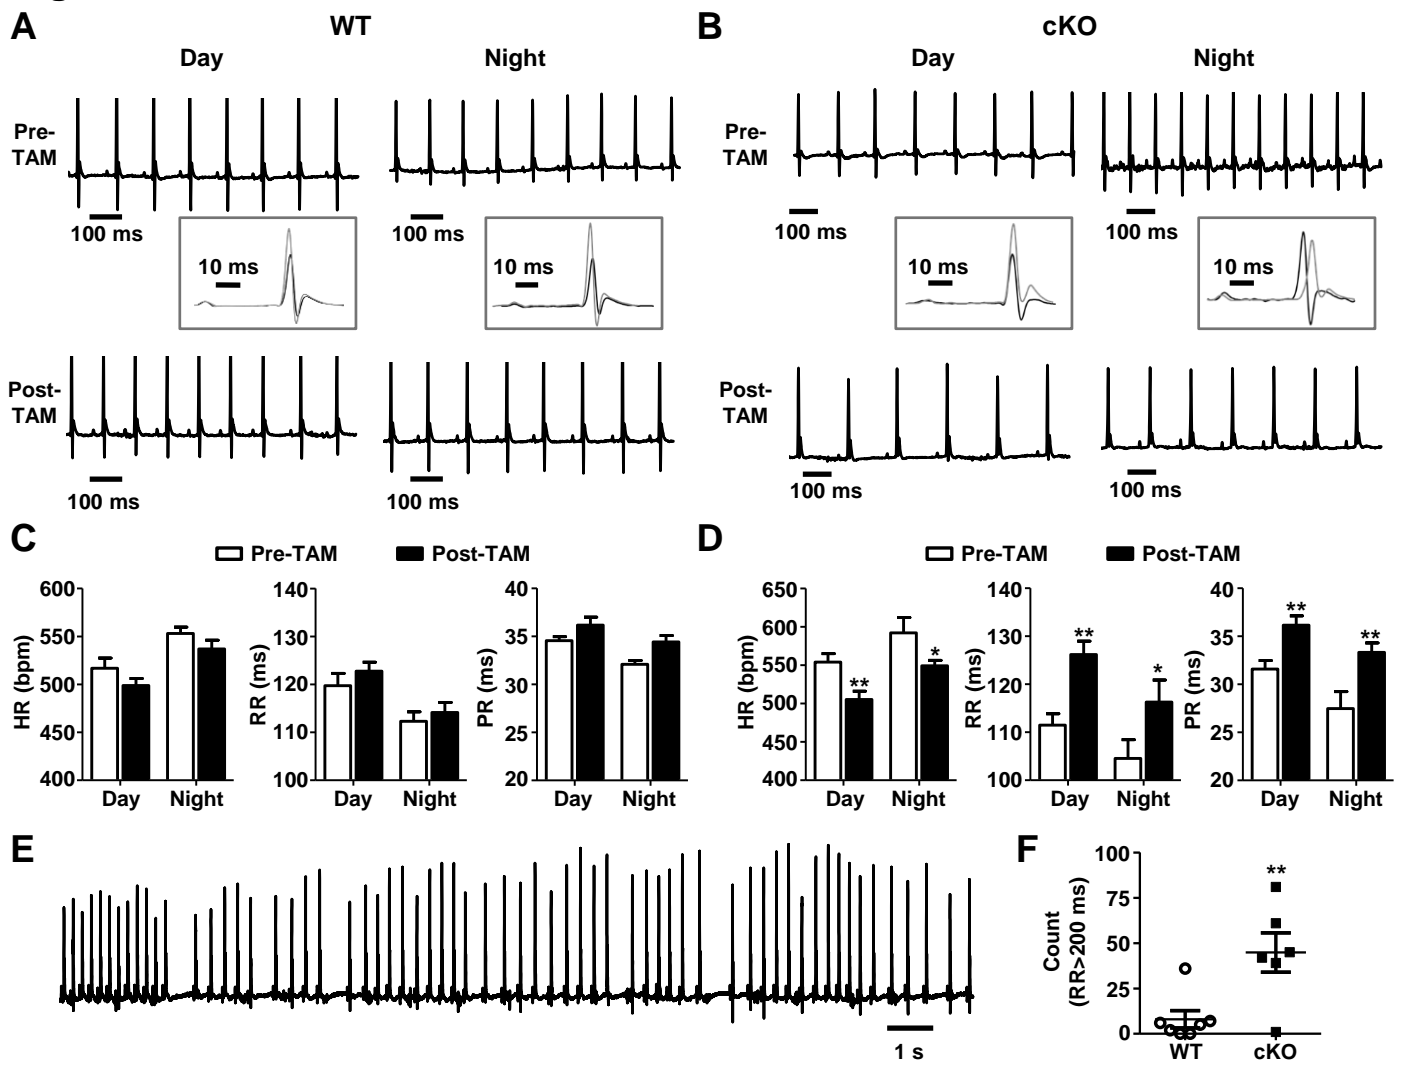 A
WT
B
cKO
Day
Night
Day
Night
Pre-
TAM
Pre-
TAM
100 ms
100 ms
100 ms
100 ms
10 ms
10 ms
10 ms
10 ms
Post-
TAM
Post-
TAM
100 ms
100 ms
100 ms
100 ms
C
Pre-TAM
Post-TAM
D
Pre-TAM
Post-TAM
HR (bpm)
600
550
500
450
400
Day
Night
RR (ms)
140
130
120
110
100
Day
Night
PR (ms)
40
35
30
25
20
Day
Night
HR (bpm)
650
600
550
500
450
400
**
*
Day
Night
RR (ms)
140
130
120
110
100
**
*
Day
Night
PR (ms)
40
35
30
25
20
**
**
Day
Night
E
1 s
F
Count
(RR>200 ms)
100
75
50
25
0
**
WT
cKO